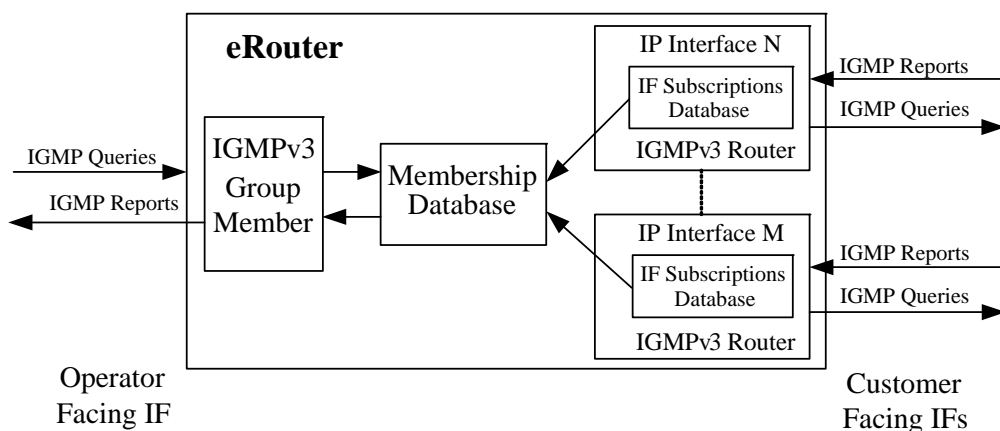 eRouter
IP Interface N
IF Subscriptions
Database
IGMPv3 Router
IGMP Reports
IGMP Queries
IGMP Queries
IGMP Reports
IGMPv3
Group
Member
Membership
Database
IP Interface M
IF Subscriptions
Database
IGMPv3 Router
IGMP Reports
IGMP Queries
Operator
Facing IF
Customer
Facing IFs